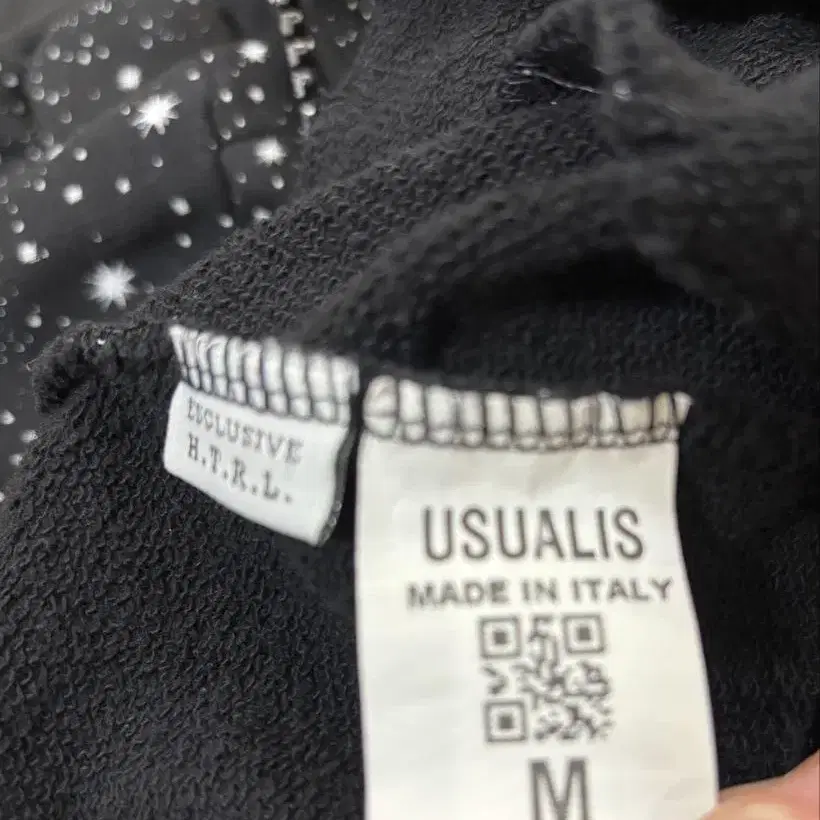 EXCLUSIVE
H.T.R.L.
USUALIS
MADE IN ITALY
M